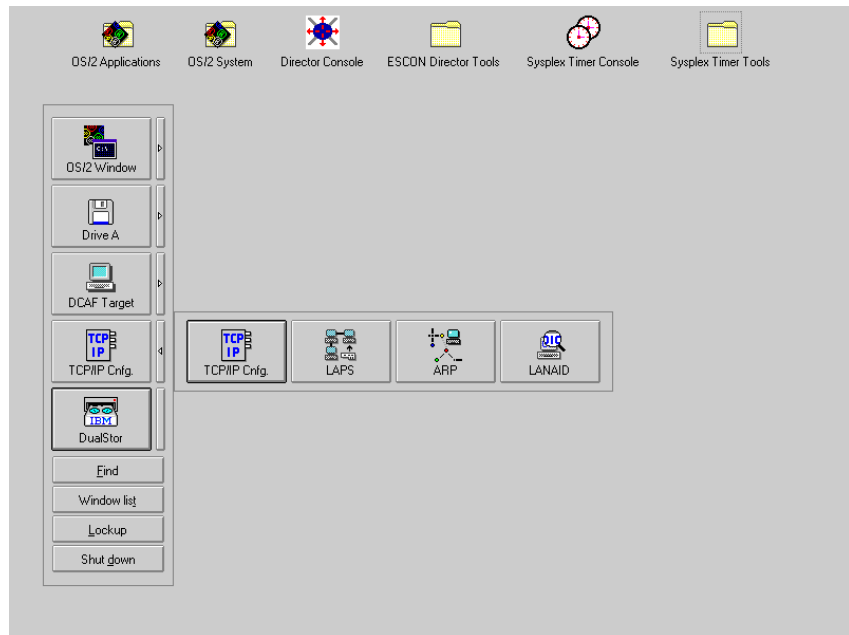 OS/2 Applications
OS/2 System
Director Console
ESCON Director Tools
Sysplex Timer Console
Sysplex Timer Tools
C:\
OS/2 Window
Drive A
DCAF Target
TCP
IP
TCP/IP Cnfg.
TCP
IP
TCP/IP Cnfg.
LAPS
ARP
LANAID
IBM
DualStor
Find
Window list
Lockup
Shut down